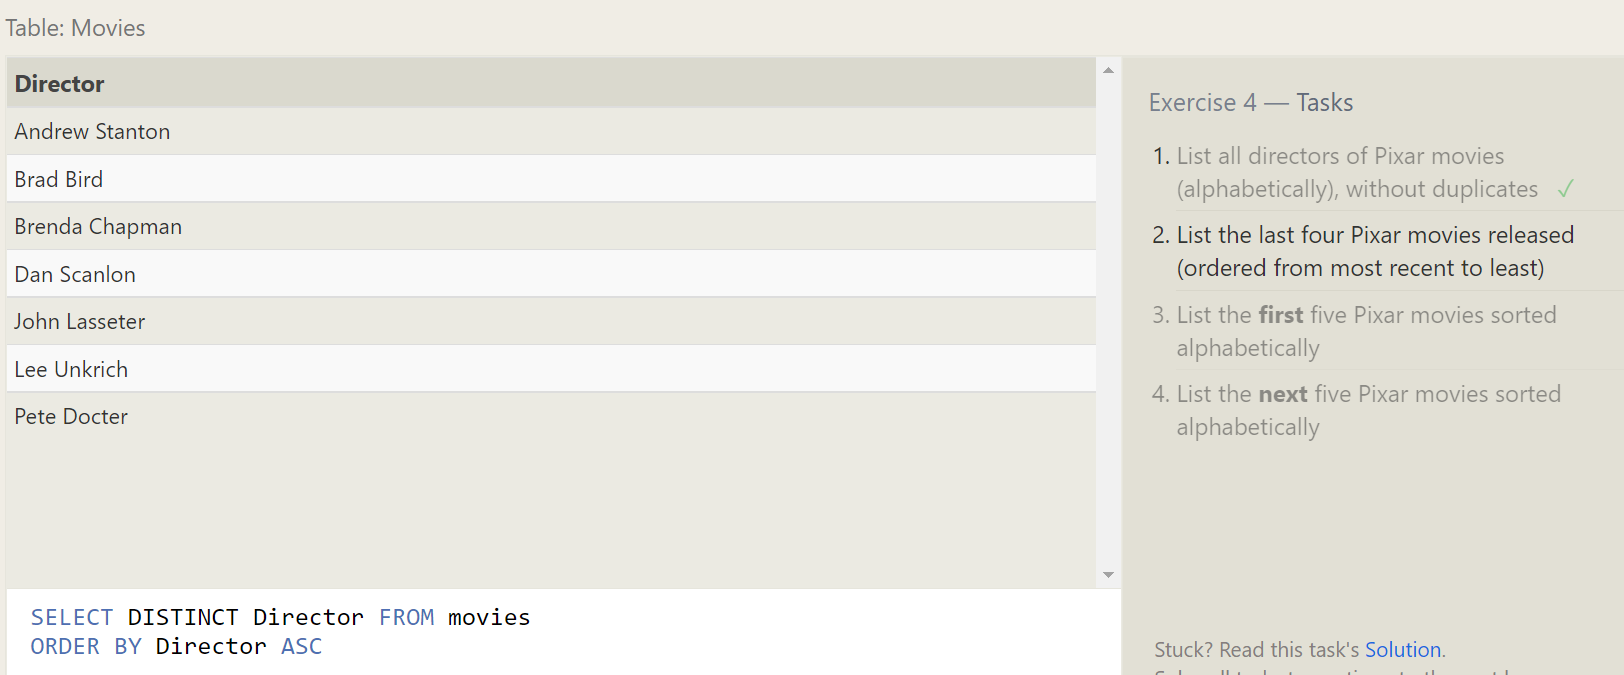 Table: Movies
Director
Andrew Stanton
Brad Bird
Brenda Chapman
Dan Scanlon
John Lasseter
Lee Unkrich
Pete Docter
SELECT DISTINCT Director FROM movies
ORDER BY Director ASC
Exercise 4 — Tasks
1. List all directors of Pixar movies
(alphabetically), without duplicates ✓
2. List the last four Pixar movies released
(ordered from most recent to least)
3. List the first five Pixar movies sorted
alphabetically
4. List the next five Pixar movies sorted
alphabetically
Stuck? Read this task's Solution.